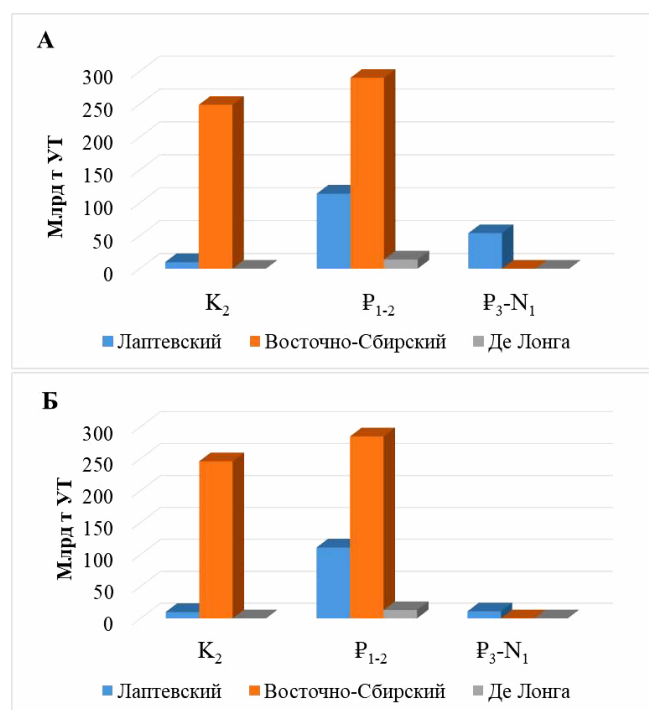 А
Млрд т УТ
300
250
200
150
100
50
0
K₂
₽₁₋₂
₽₃-N₁
Лаптевский
Восточно-Сбирский
Де Лонга
Б
Млрд т УТ
300
250
200
150
100
50
0
K₂
₽₁₋₂
₽₃-N₁
Лаптевский
Восточно-Сбирский
Де Лонга